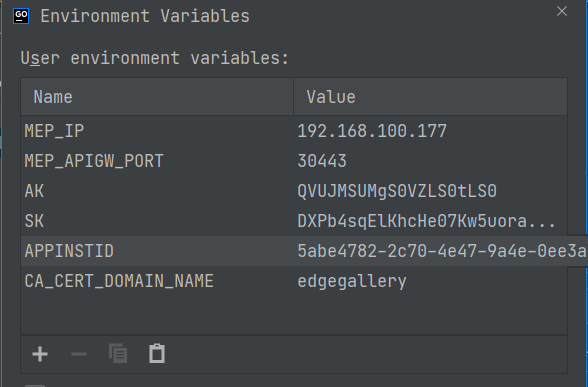 GO
Environment Variables
User environment variables:
Name Value
MEP_IP 192.168.100.177
MEP_APIGW_PORT 30443
AK QVUJMSUMgS0VZLS0tLS0
SK DXPb4sqElKhcHe07Kw5uora...
APPINSTID 5abe4782-2c70-4e47-9a4e-0ee3a
CA_CERT_DOMAIN_NAME edgegallery